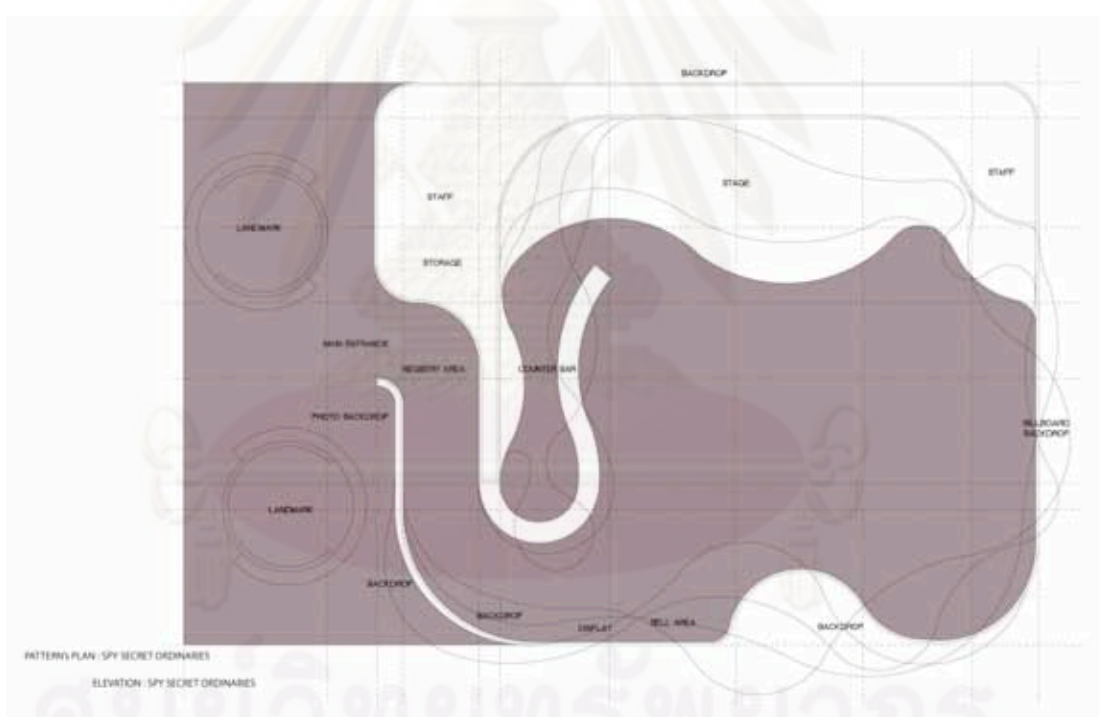 BACKDROP
STAFF
STAGE
STAFF
LANDMARK
STORAGE
MAIN ENTRANCE
REGISTRY AREA
COUNTER BAR
PHOTO BACKDROP
BILLBOARD
BACKDROP
LANDMARK
BACKDROP
BACKDROP
DISPLAY
SELL AREA
BACKDROP
PATTERN's PLAN : SPY SECRET ORDINARIES
ELEVATION : SPY SECRET ORDINARIES